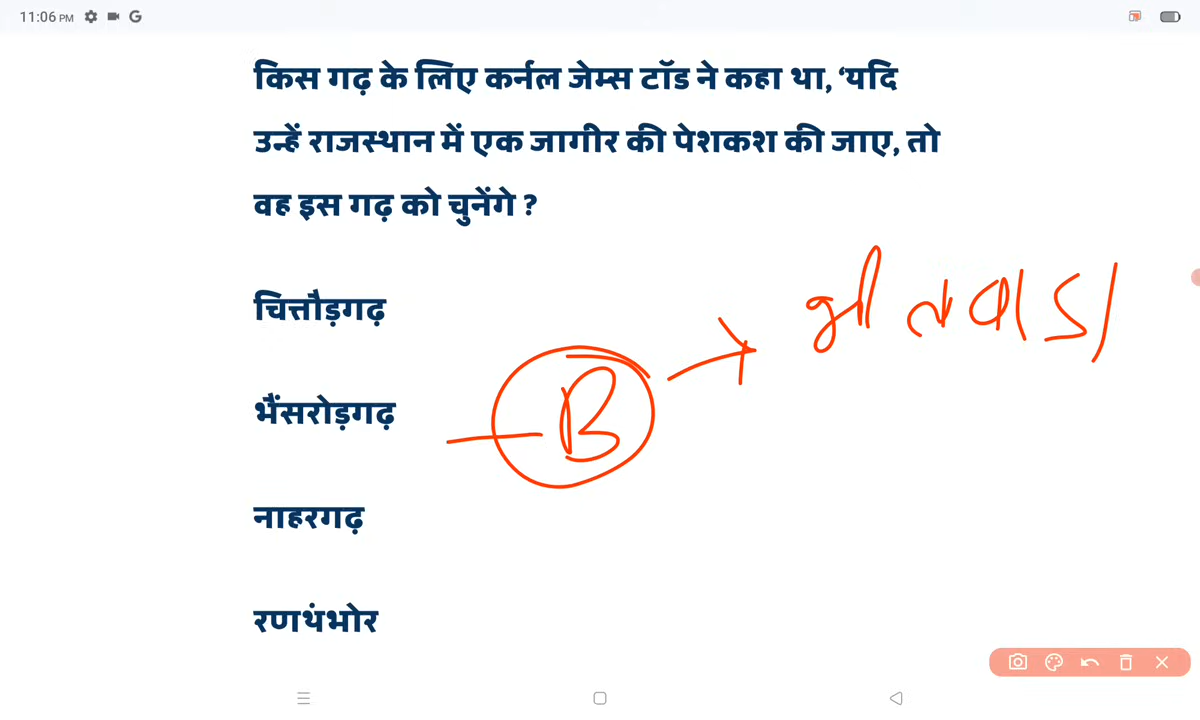 11:06 PM
किस गढ़ के लिए कर्नल जेम्स टॉड ने कहा था, ‘यदि
उन्हें राजस्थान में एक जागीर की पेशकश की जाए, तो
वह इस गढ़ को चुनेंगे ?
चित्तौड़गढ़
भैंसरोड़गढ़
B
नाहरगढ़
रणथंभोर